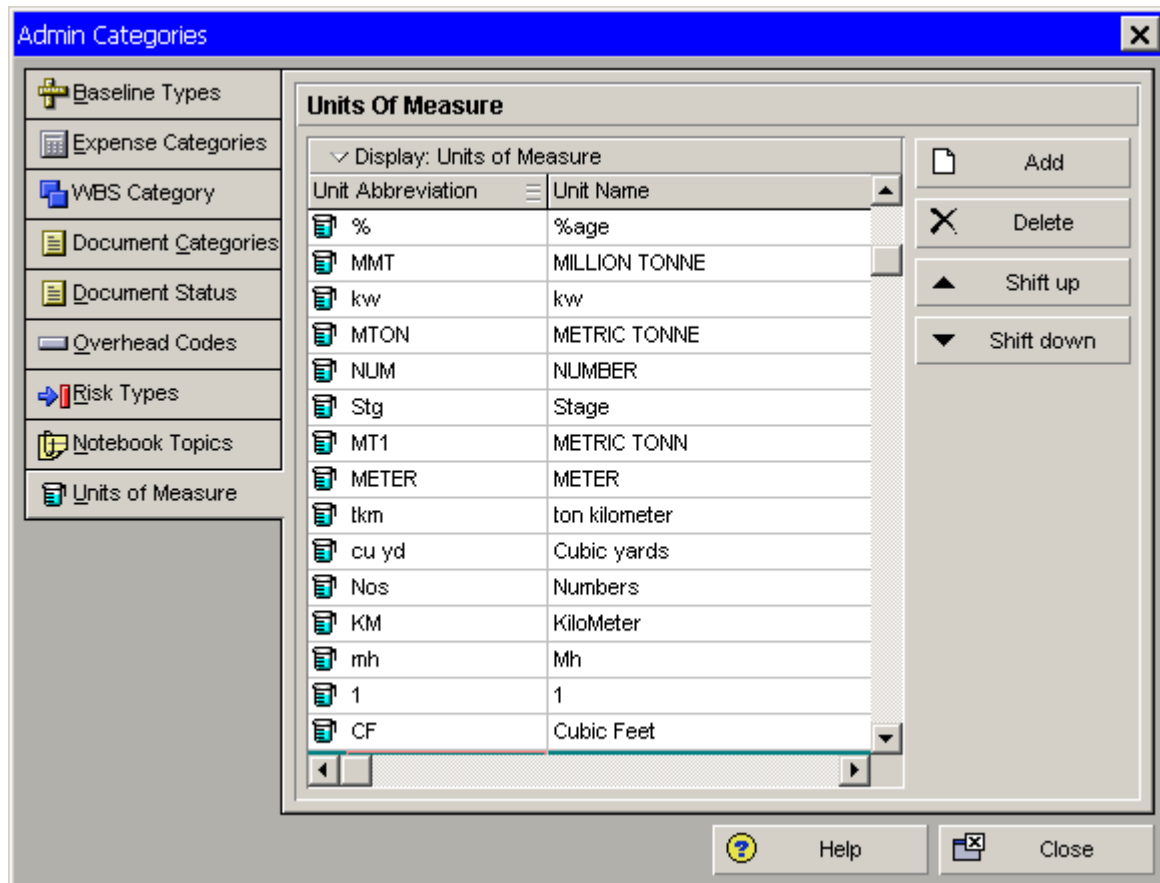 Admin Categories
Baseline Types
Expense Categories
WBS Category
Document Categories
Document Status
Overhead Codes
Risk Types
Notebook Topics
Units of Measure
Units Of Measure
Display: Units of Measure
Unit Abbreviation Unit Name
% %age
MMT MILLION TONNE
kw kw
MTON METRIC TONNE
NUM NUMBER
Stg Stage
MT1 METRIC TONN
METER METER
tkm ton kilometer
cu yd Cubic yards
Nos Numbers
KM KiloMeter
mh Mh
1 1
CF Cubic Feet
Add
Delete
Shift up
Shift down
? Help
Close